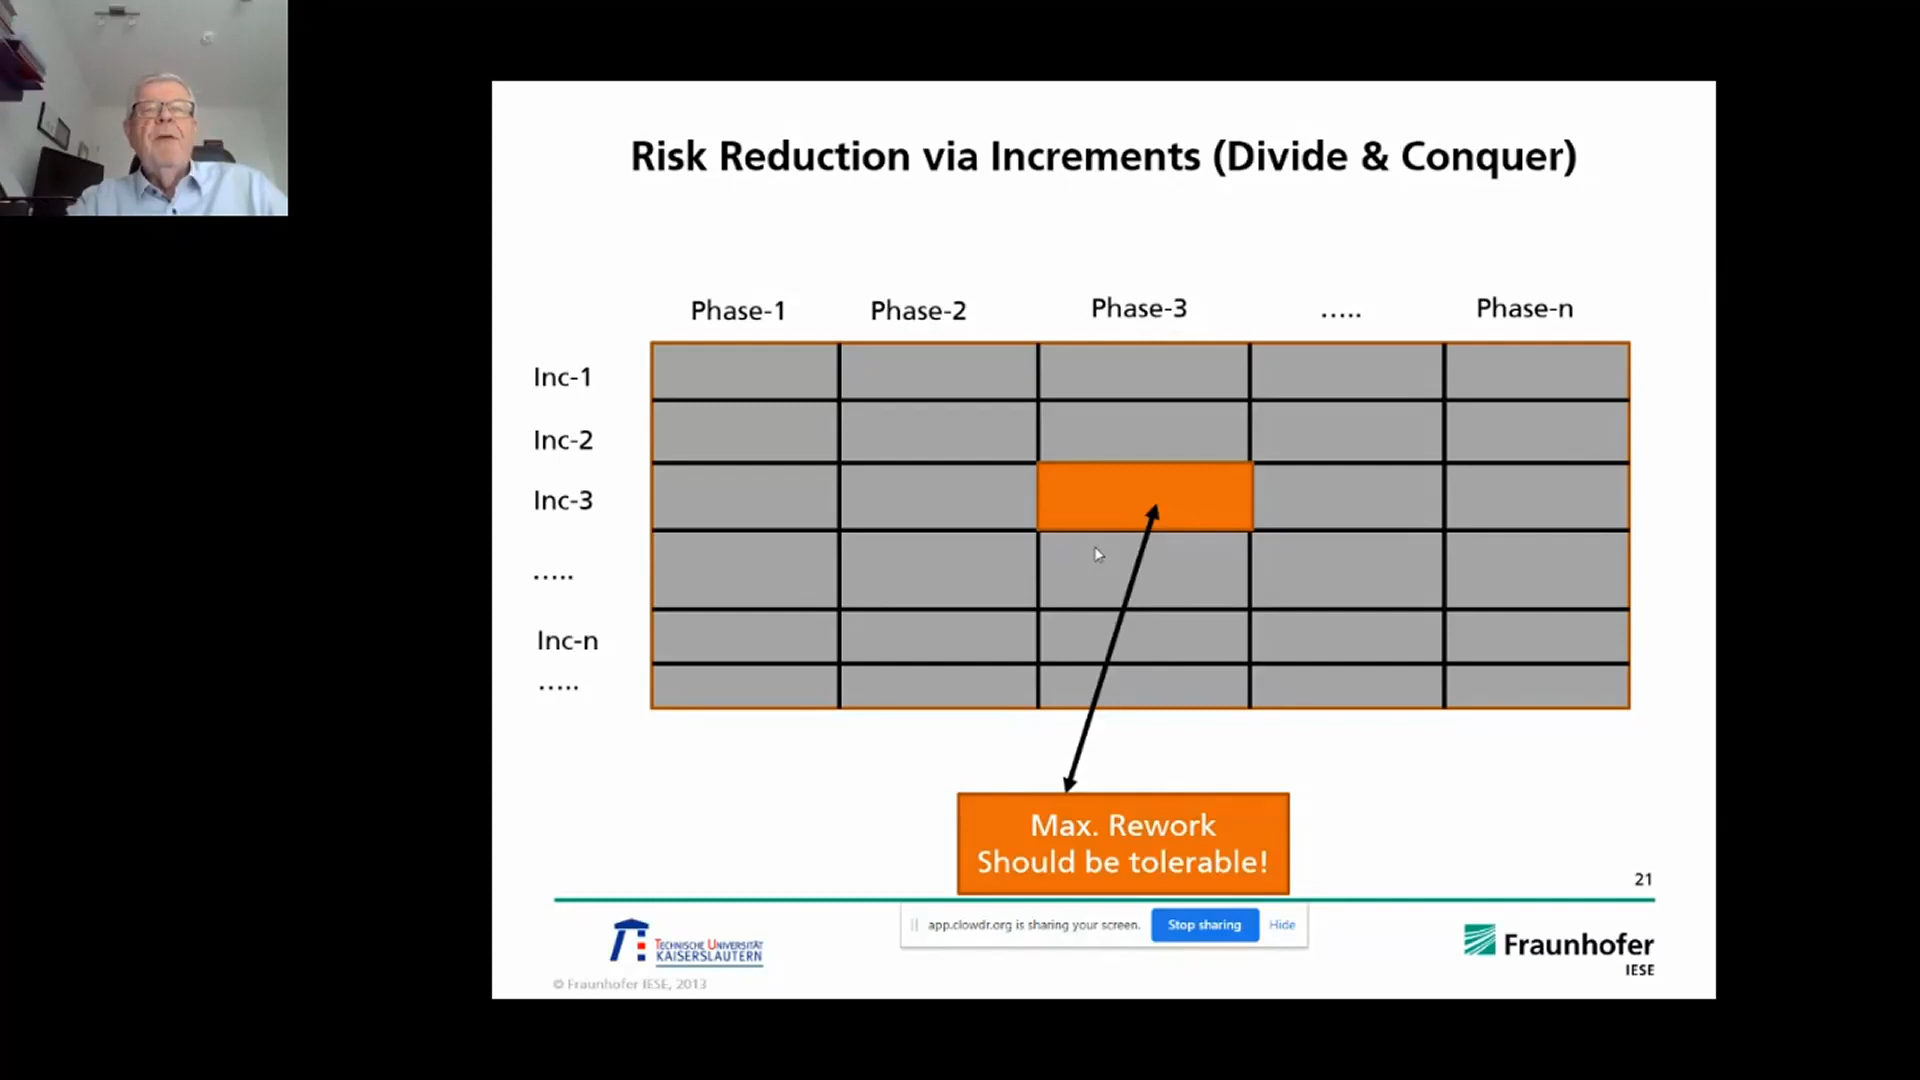 Risk Reduction via Increments (Divide & Conquer)
Phase-1 Phase-2 Phase-3 ..... Phase-n
Inc-1
Inc-2
Inc-3
.....
Inc-n
.....
Max. Rework
Should be tolerable!
21
app.clowdr.org is sharing your screen. Stop sharing Hide
TECHNISCHE UNIVERSITÄT
KAISERSLAUTERN
Fraunhofer
IESE
© Fraunhofer IESE, 2013